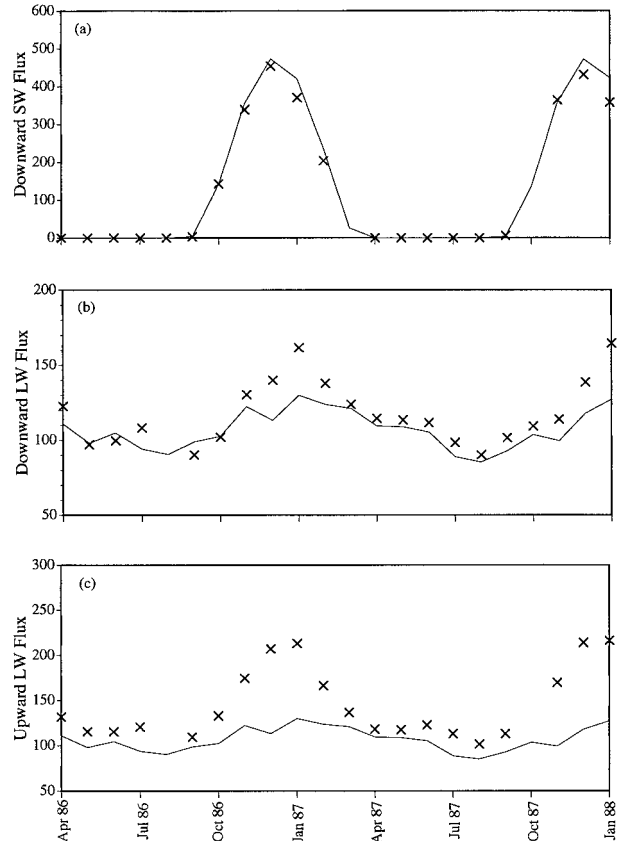 (a)
Downward SW Flux
600
500
400
300
200
100
0
(b)
Downward LW Flux
200
150
100
50
(c)
Upward LW Flux
300
250
200
150
100
50
Apr 86
Jul 86
Oct 86
Jan 87
Apr 87
Jul 87
Oct 87
Jan 88